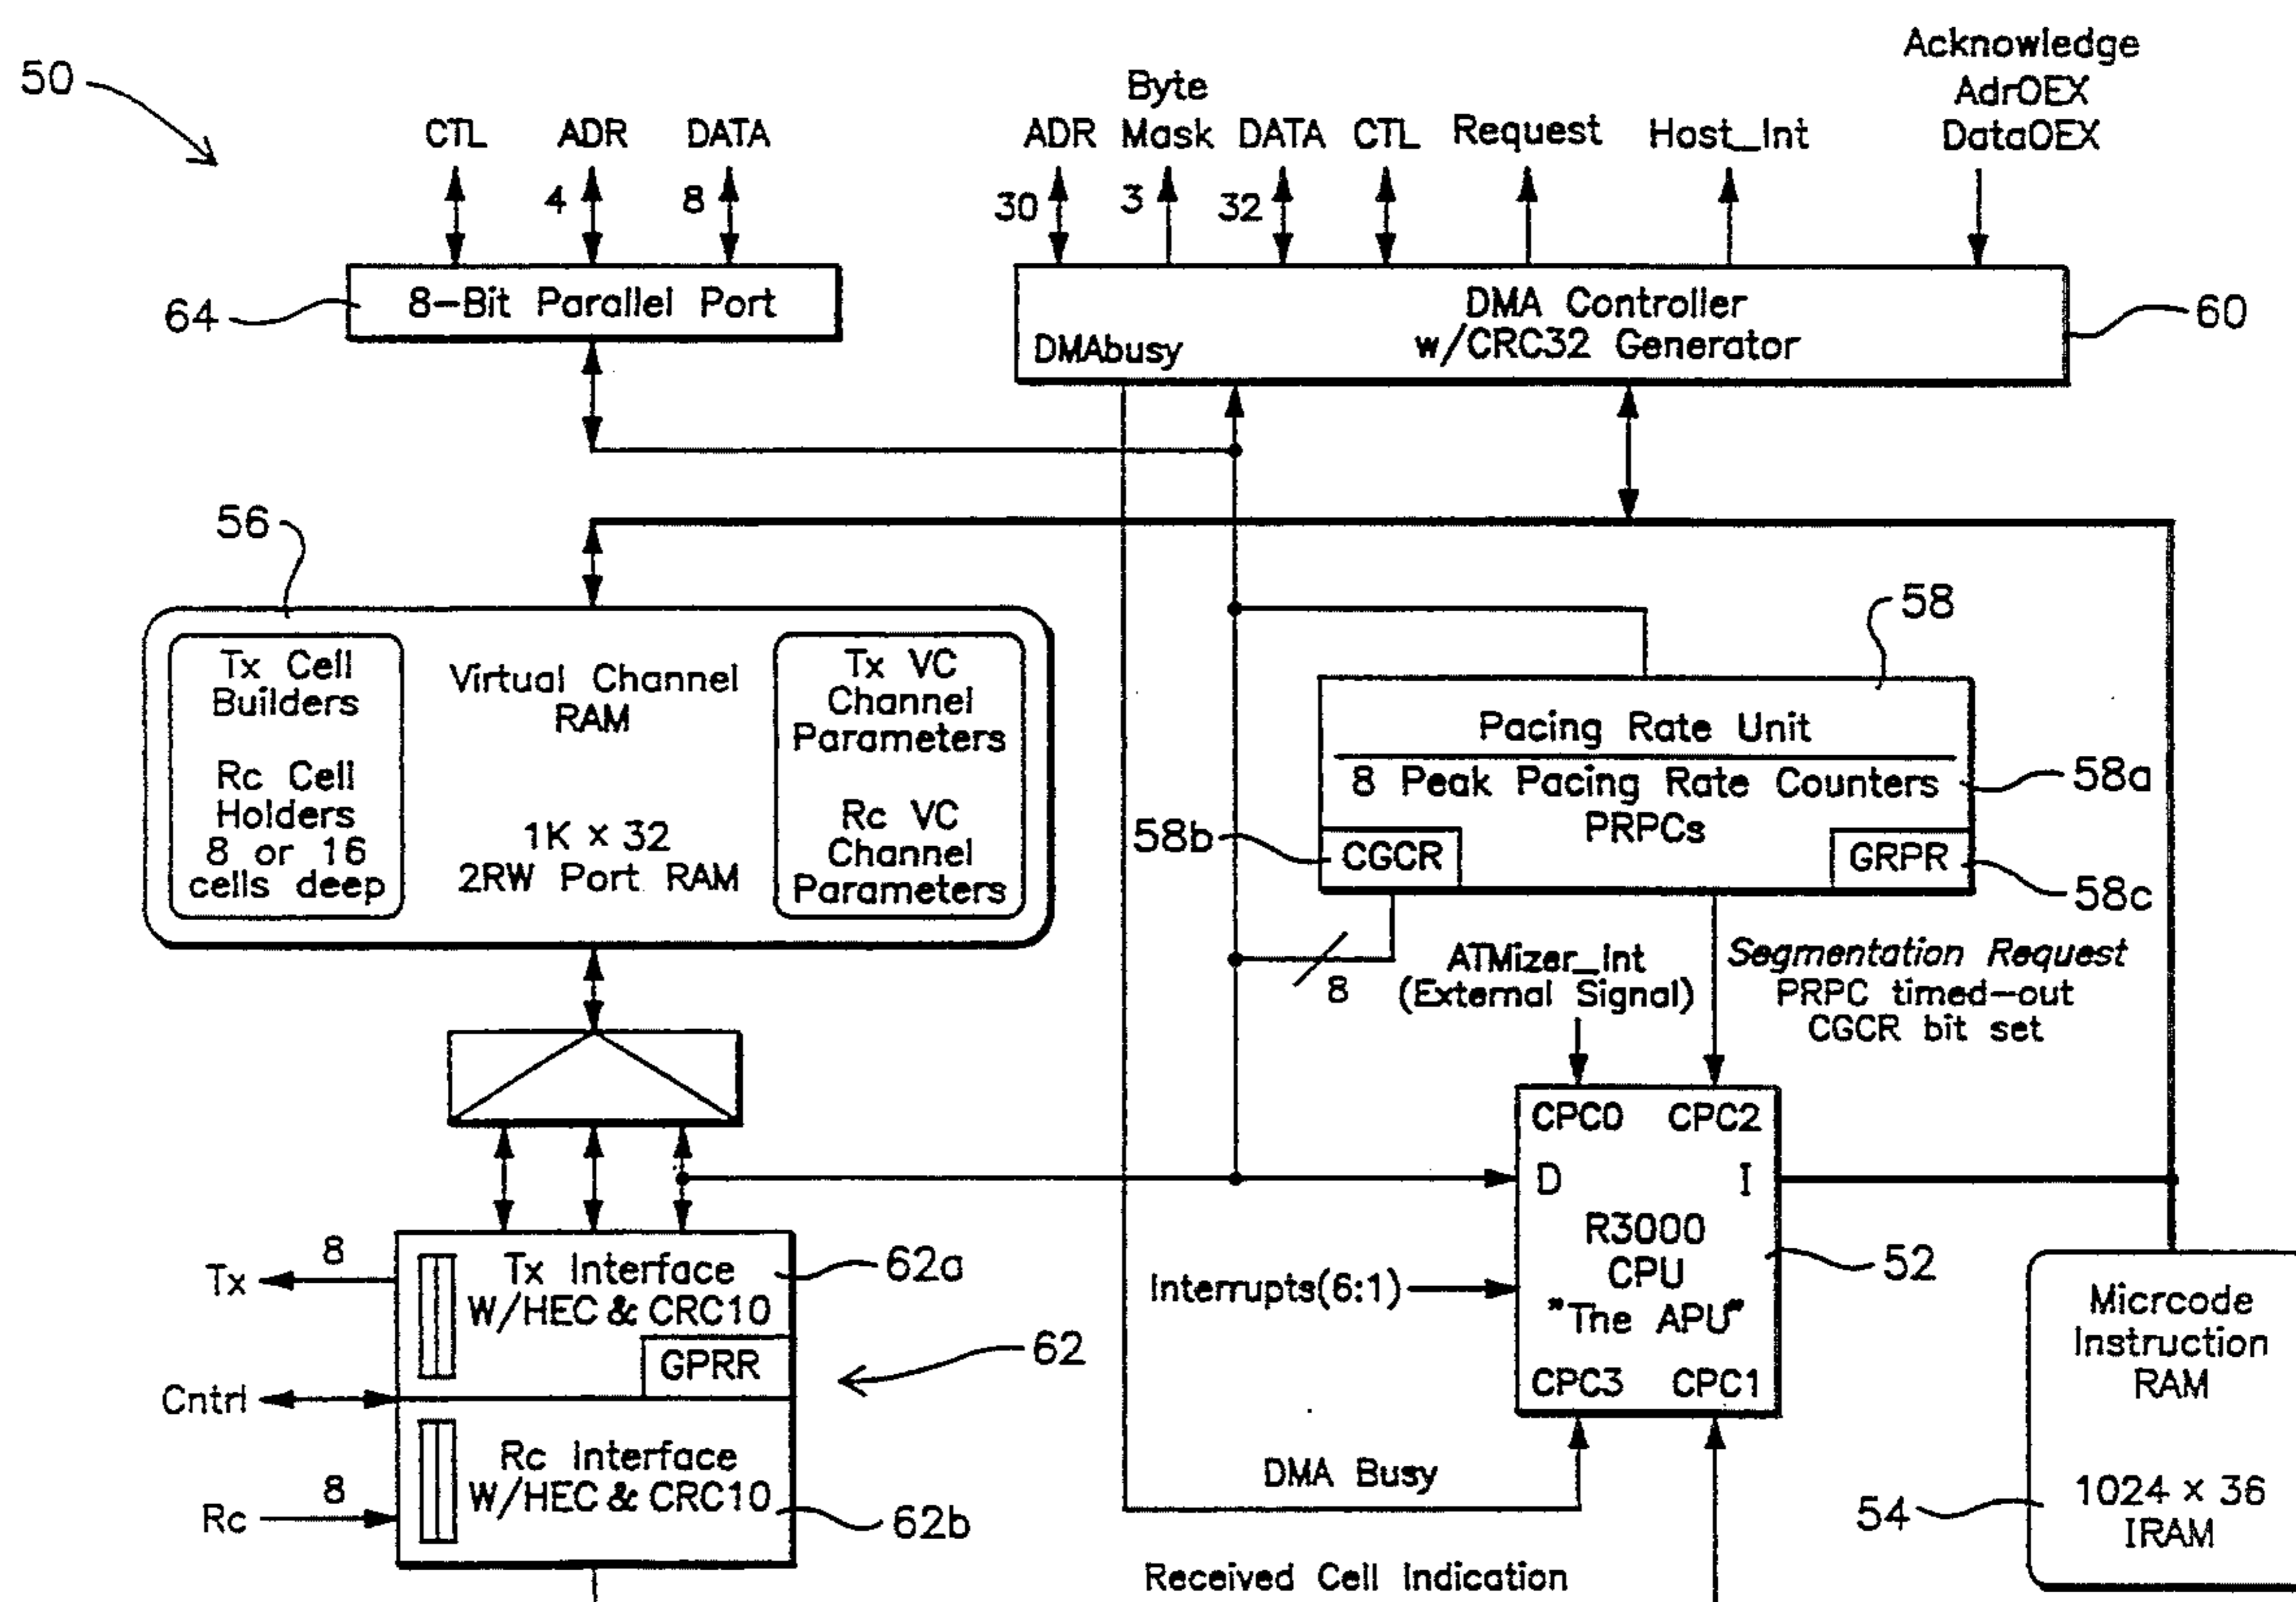 50
CTL ADR DATA
4 8
64
8-Bit Parallel Port
Acknowledge
AdrOEX
DataOEX
Byte
ADR Mask DATA CTL Request Host_Int
30 3 32
DMA Controller
w/CRC32 Generator
DMAbusy
60
56
Tx Cell
Builders
Rc Cell
Holders
8 or 16
cells deep
Virtual Channel
RAM
1K × 32
2RW Port RAM
Tx VC
Channel
Parameters
Rc VC
Channel
Parameters
58
Pacing Rate Unit
8 Peak Pacing Rate Counters
PRPCs
58a
58b
CGCR
GRPR
58c
8
ATMizer_Int
(External Signal)
Segmentation Request
PRPC timed-out
CGCR bit set
CPC0 CPC2
D I
R3000
CPU
"The APU"
CPC3 CPC1
52
Interrupts(6:1)
DMA Busy
Received Cell Indication
Tx
8
Tx Interface
W/HEC & CRC10
GPRR
62a
62
Cntrl
Rc
8
Rc Interface
W/HEC & CRC10
62b
Micrcode
Instruction
RAM
1024 × 36
IRAM
54